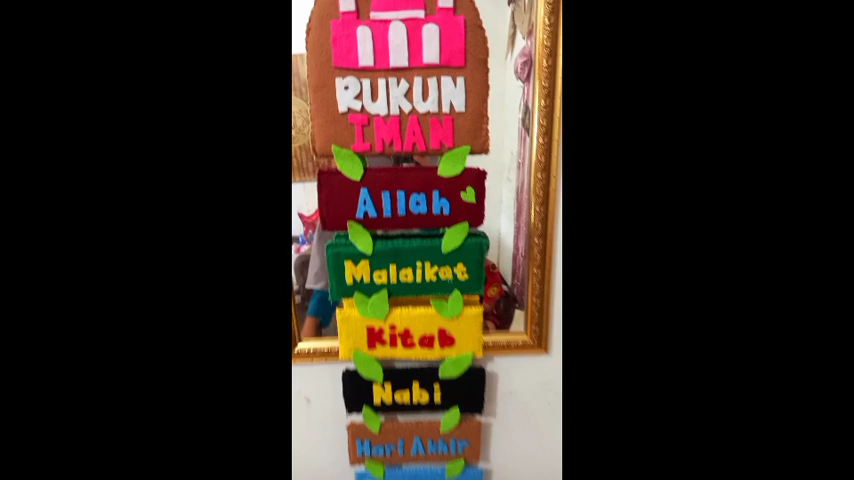 RUKUN
IMAN
Allah
Malaikat
Kitab
Nabi
Hari Akhir